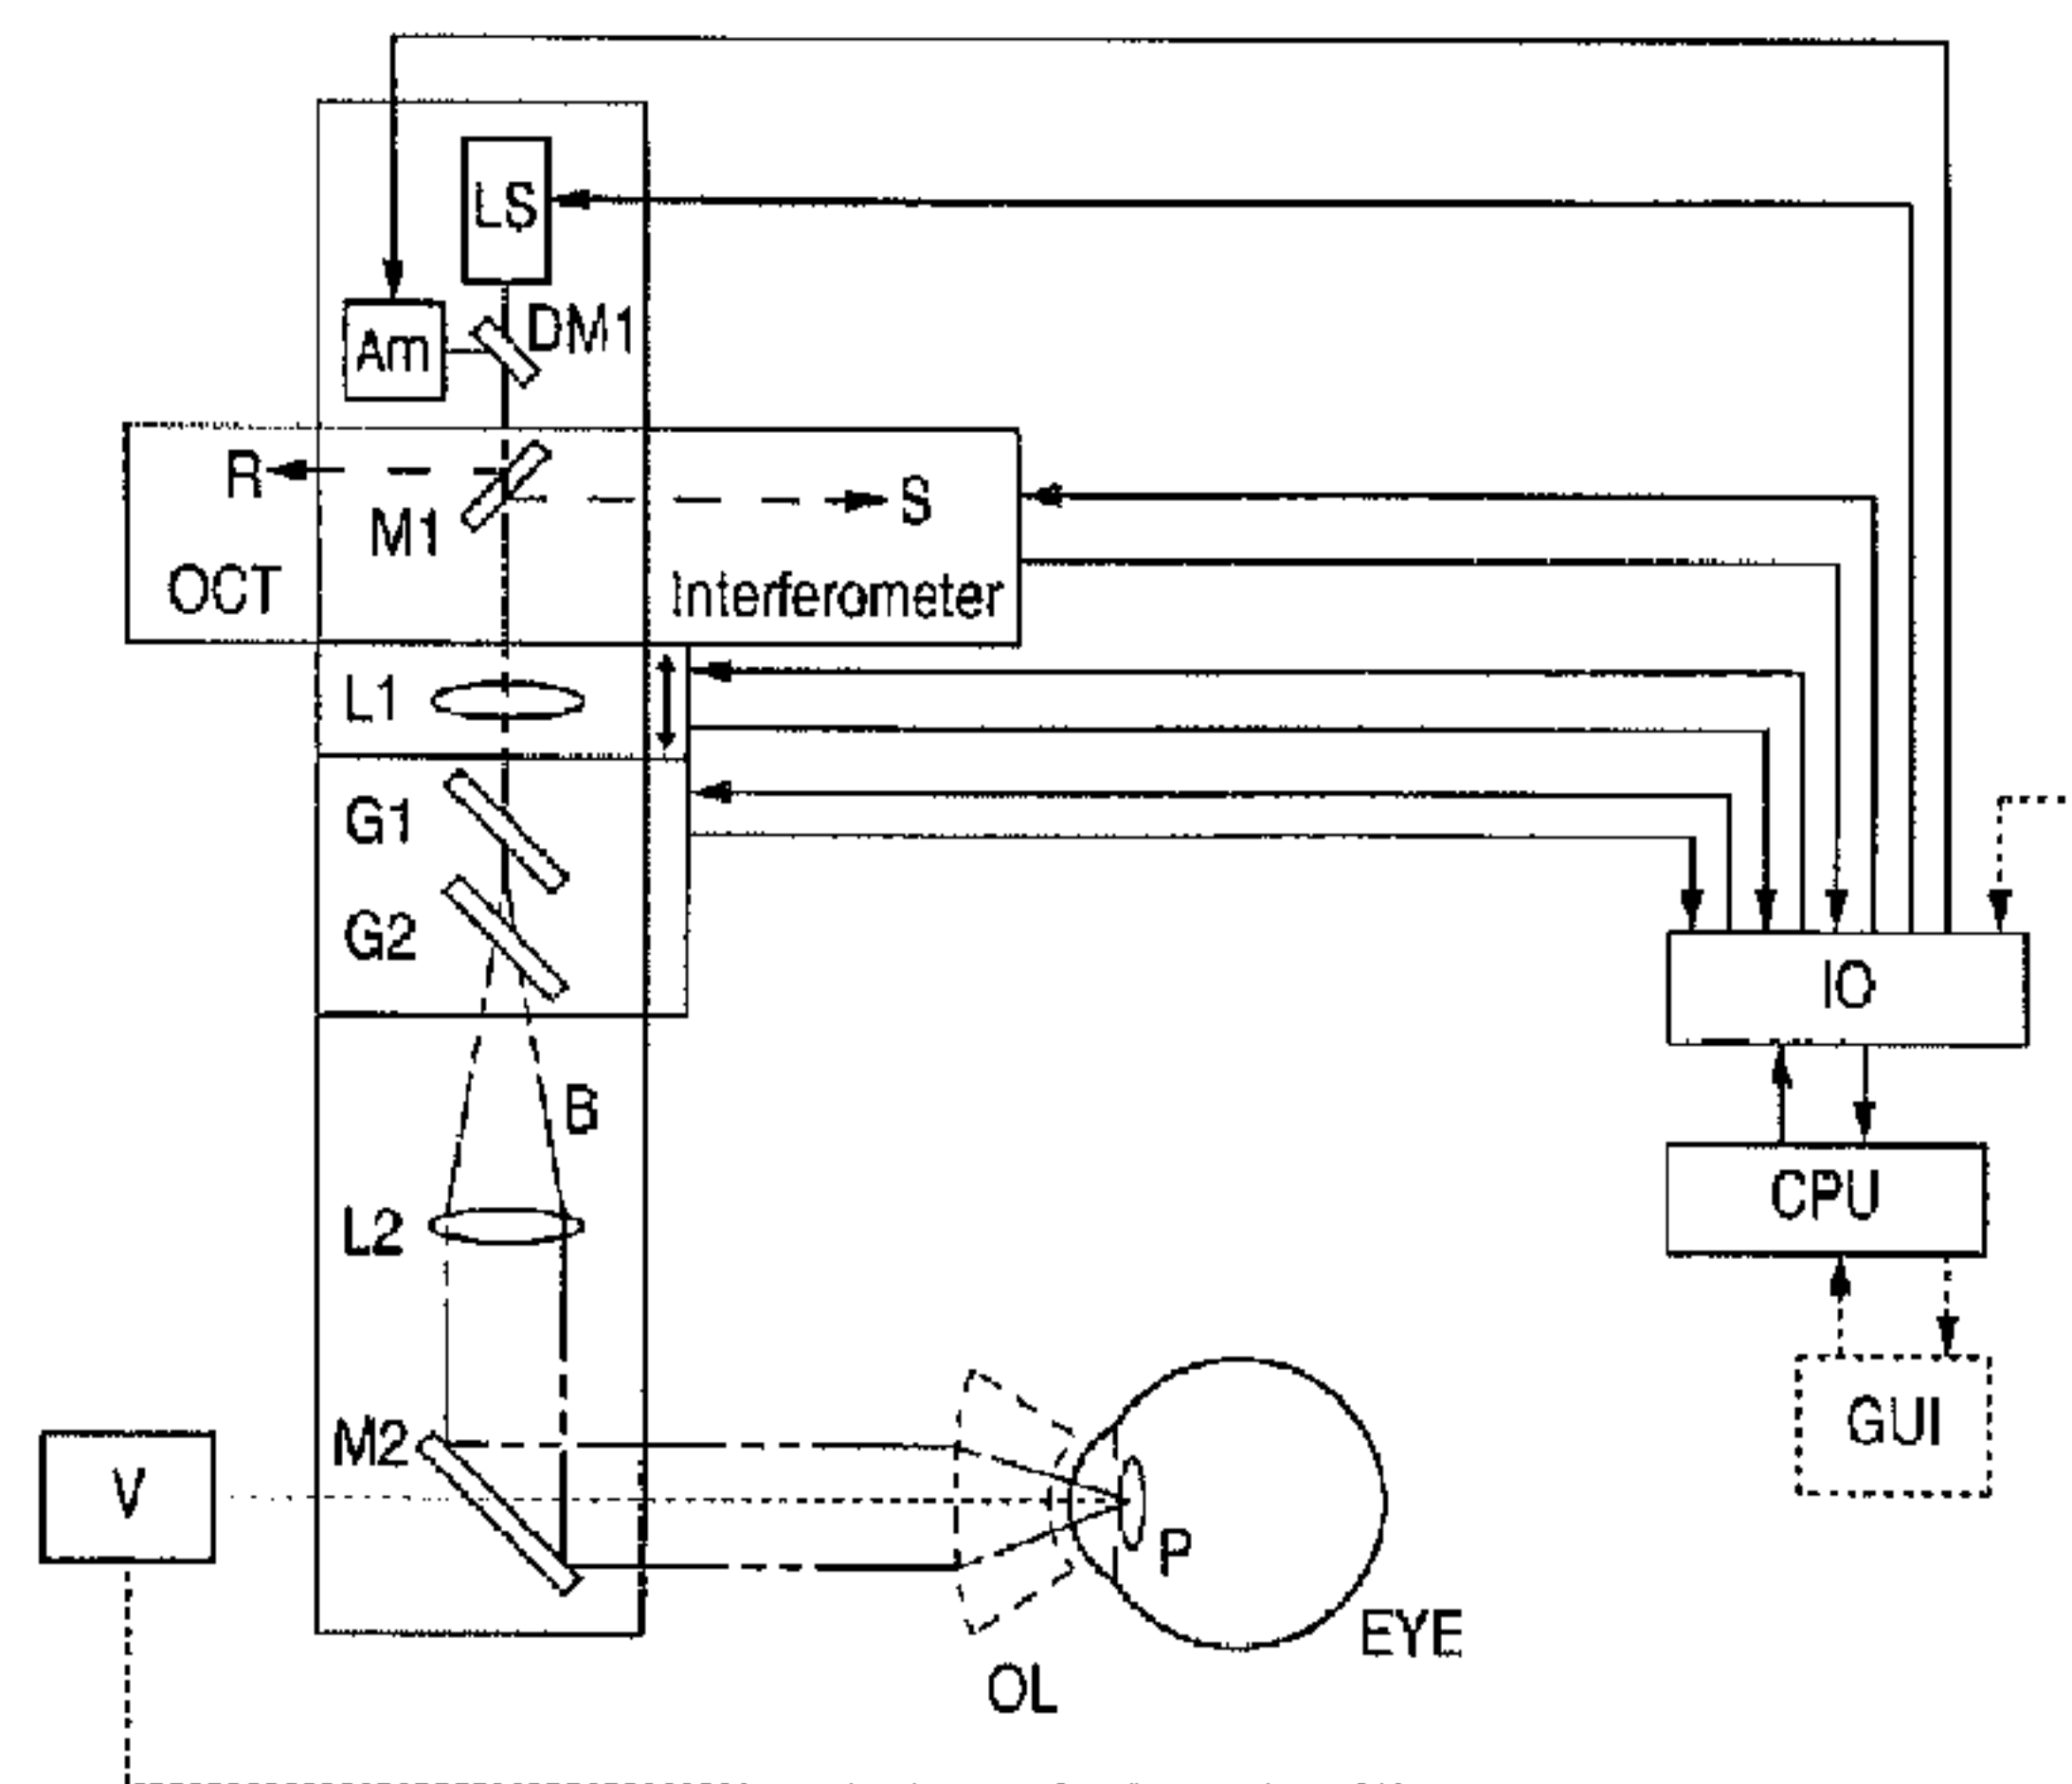 LS
DM1
Am
R
M1
S
OCT
Interferometer
L1
G1
G2
IO
B
CPU
L2
GUI
M2
V
P
EYE
OL